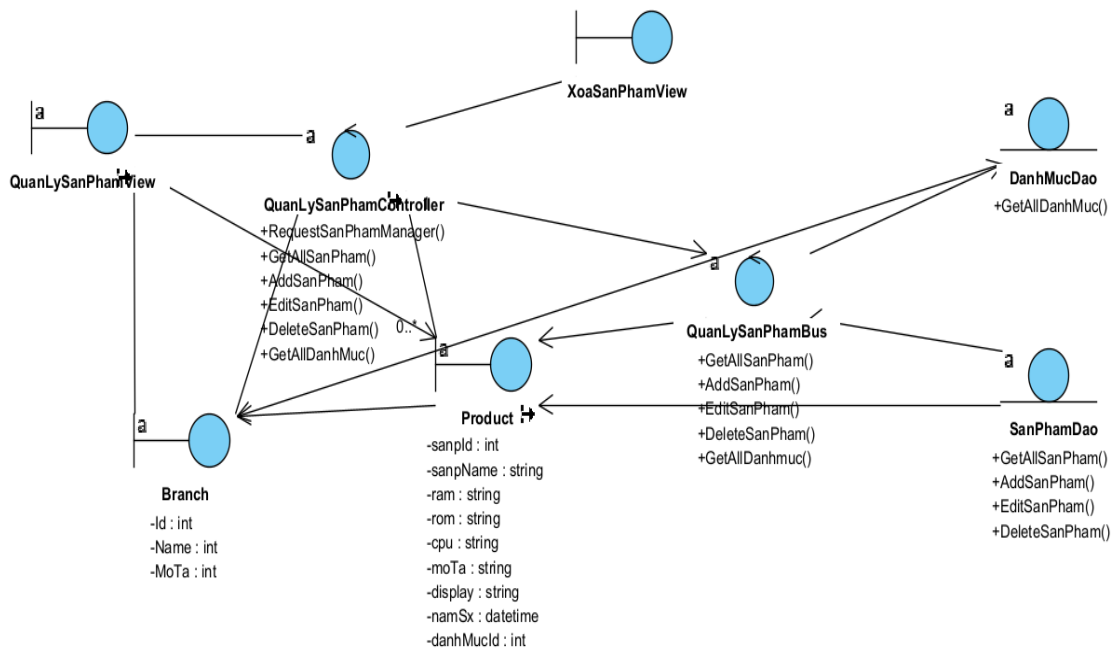 XoaSanPhamView
a
QuanLySanPhamView
a
QuanLySanPhamController
+RequestSanPhamManager()
+GetAllSanPham()
+AddSanPham()
+EditSanPham()
+DeleteSanPham()
+GetAllDanhMuc()
0..*
a
DanhMucDao
+GetAllDanhMuc()
a
QuanLySanPhamBus
+GetAllSanPham()
+AddSanPham()
+EditSanPham()
+DeleteSanPham()
+GetAllDanhmuc()
a
SanPhamDao
+GetAllSanPham()
+AddSanPham()
+EditSanPham()
+DeleteSanPham()
a
Product
-sanpId : int
-sanpName : string
-ram : string
-rom : string
-cpu : string
-moTa : string
-display : string
-namSx : datetime
-danhMucId : int
a
Branch
-Id : int
-Name : int
-MoTa : int